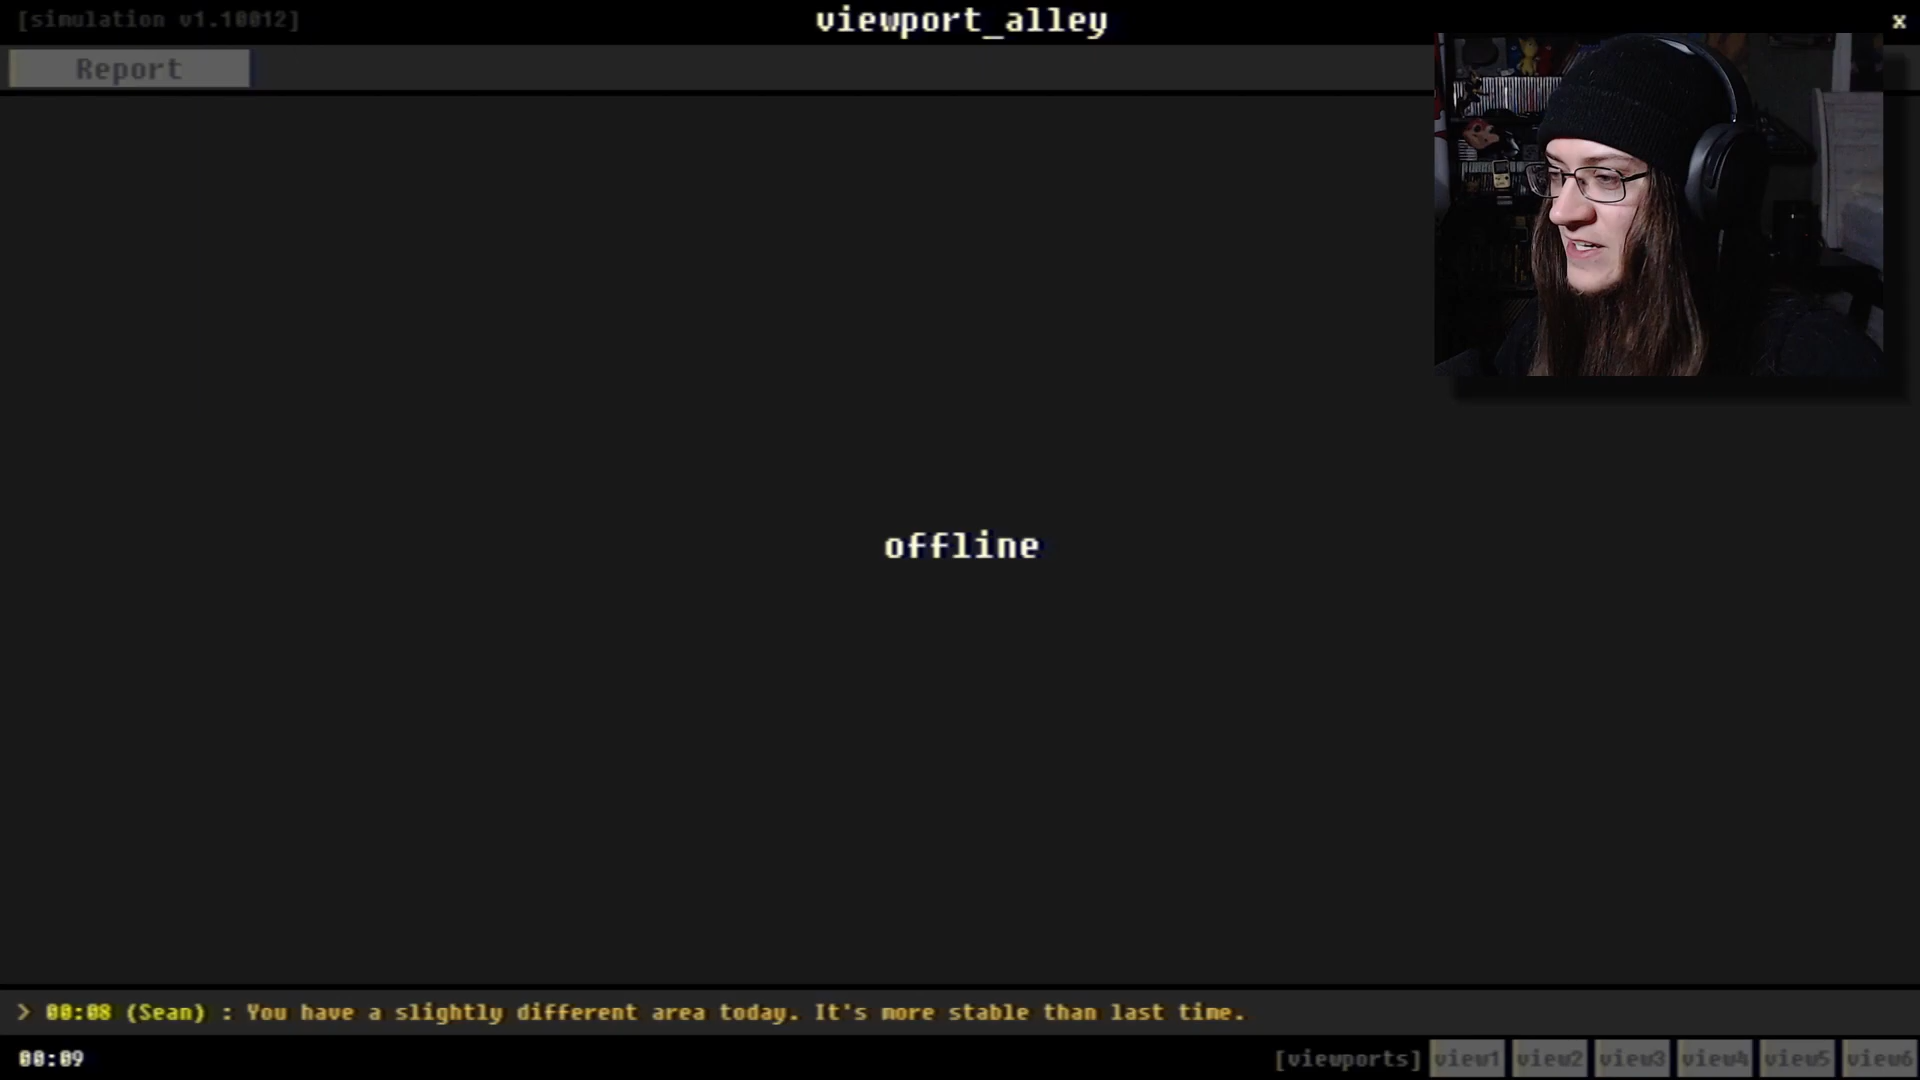 [simulation v1.10012]
viewport_alley
x
Report
offline
> 00:08 (Sean) : You have a slightly different area today. It's more stable than last time.
00:09
[viewports] view1 view2 view3 view4 view5 view6